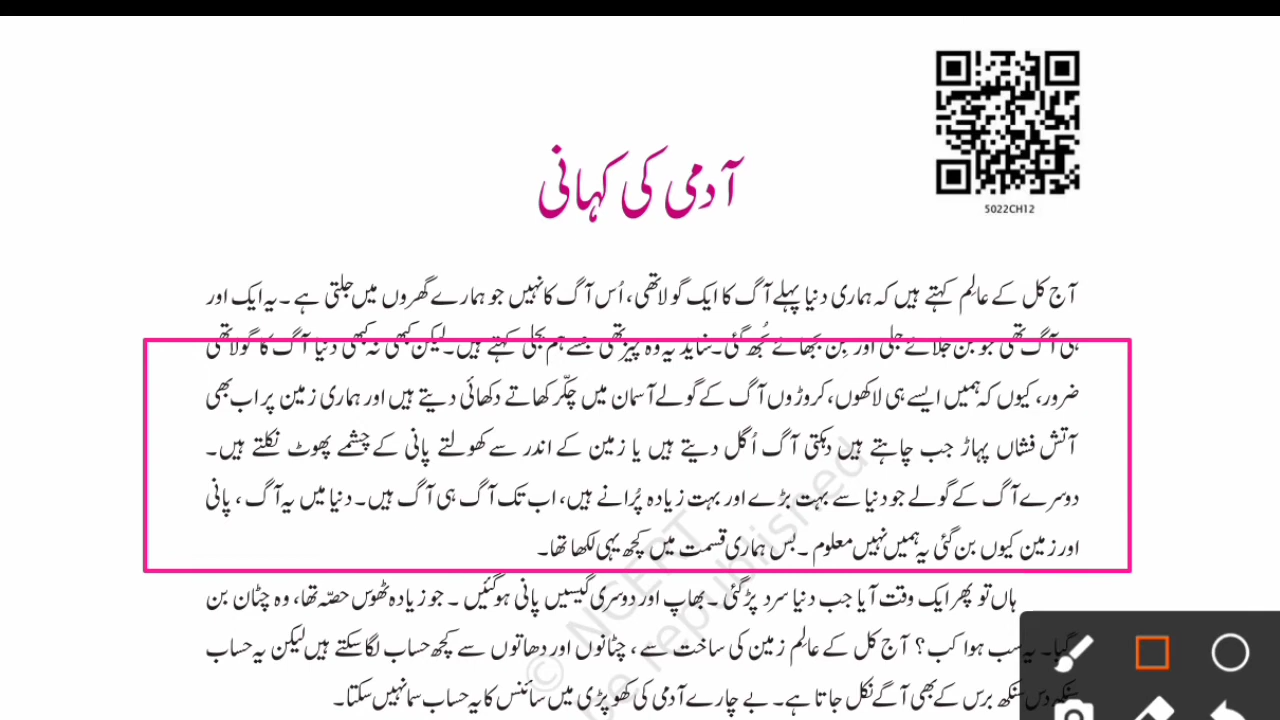 5022CH12
آدمی کی کہانی
آج کل کے عالِم کہتے ہیں کہ ہماری دنیا پہلے آگ کا ایک گولا تھی، اُس آگ کا نہیں جو ہمارے گھروں میں جلتی ہے۔ یہ ایک اور
ہی آگ تھی جو بن جلائے جلی اور بِن بجھائے بُجھ گئی۔ شاید یہ وہ چیز تھی جسے ہم بجلی کہتے ہیں۔ لیکن کبھی نہ کبھی دنیا آگ کا گولا تھی
ضرور، کیوں کہ ہمیں ایسے ہی لاکھوں، کروڑوں آگ کے گولے آسمان میں چکّر کھاتے دکھائی دیتے ہیں اور ہماری زمین پر اب بھی
آتش فشاں پہاڑ جب چاہتے ہیں دہکتی آگ اُگل دیتے ہیں یا زمین کے اندر سے کھولتے پانی کے چشمے پھوٹ نکلتے ہیں۔
دوسرے آگ کے گولے جو دنیا سے بہت بڑے اور بہت زیادہ پُرانے ہیں، اب تک آگ ہی آگ ہیں۔ دنیا میں یہ آگ، پانی
اور زمین کیوں بن گئی یہ ہمیں نہیں معلوم۔ بس ہماری قسمت میں کچھ یہی لکھا تھا۔
ہاں تو پھر ایک وقت آیا جب دنیا سرد پڑ گئی۔ بھاپ اور دوسری گیسیں پانی ہو گئیں۔ جو زیادہ ٹھوس حصّہ تھا، وہ چٹان بن
گیا۔ یہ سب ہوا کب؟ آج کل کے عالِم زمین کی ساخت سے، چٹانوں اور دھاتوں سے کچھ حساب لگا سکتے ہیں لیکن یہ حساب
سنکھ دس سنکھ برس کے بھی آگے نکل جاتا ہے۔ بے چارے آدمی کی کھوپڑی میں سائنس کا یہ حساب سما نہیں سکتا۔
© NCERT
be republished